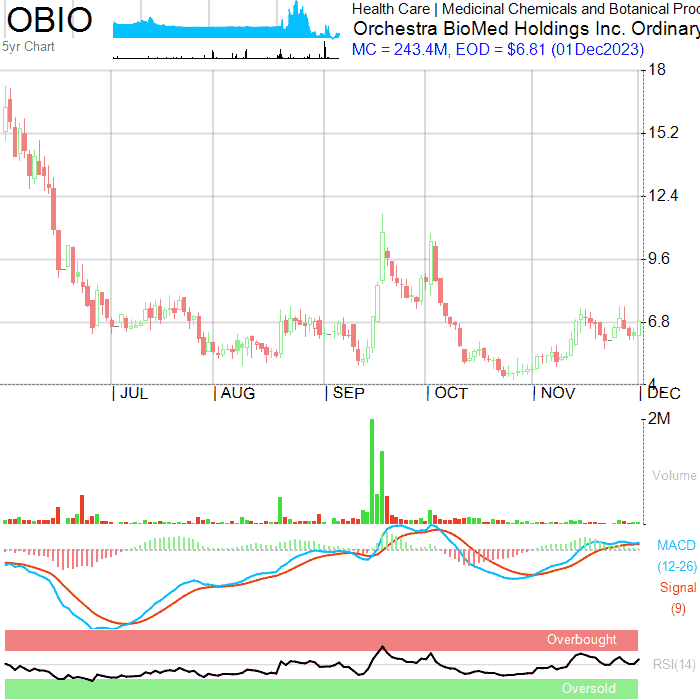 OBIO
5yr Chart
Health Care | Medicinal Chemicals and Botanical Proc
Orchestra BioMed Holdings Inc. Ordinary
MC = 243.4M, EOD = $6.81 (01Dec2023)
18
15.2
12.4
9.6
6.8
4
JUL
AUG
SEP
OCT
NOV
DEC
2M
Volume
MACD
(12-26)
Signal
(9)
Overbought
RSI(14)
Oversold